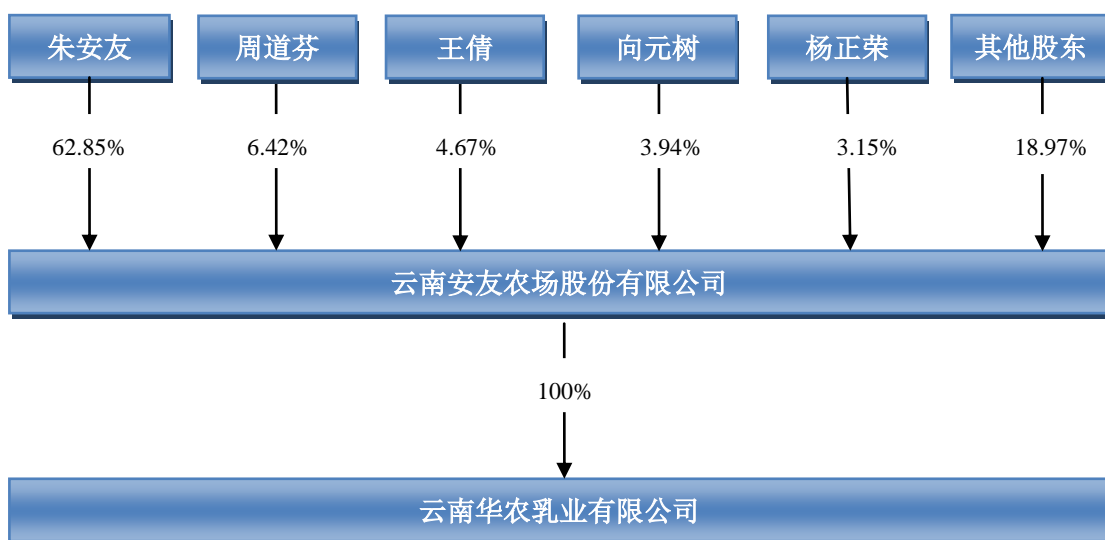 朱安友 周道芬 王倩 向元树 杨正荣 其他股东
62.85% 6.42% 4.67% 3.94% 3.15% 18.97%
云南安友农场股份有限公司
100%
云南华农乳业有限公司